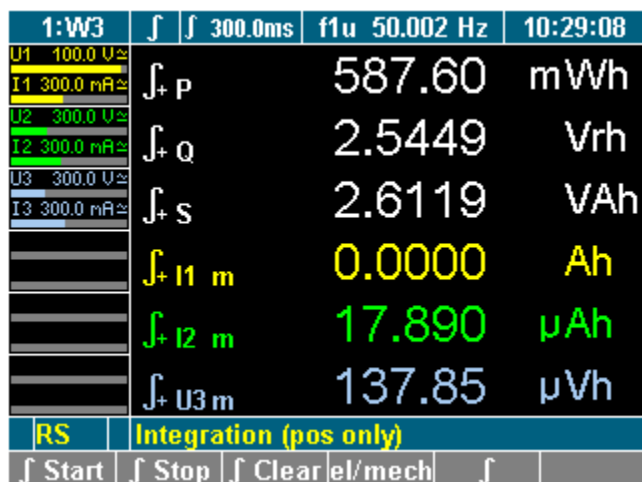 1:W3 ∫ ∫ 300.0ms f1u 50.002 Hz 10:29:08
U1 100.0 V≃
I1 300.0 mA≃
U2 300.0 V≃
I2 300.0 mA≃
U3 300.0 V≃
I3 300.0 mA≃
∫+ P 587.60 mWh
∫+ Q 2.5449 Vrh
∫+ S 2.6119 VAh
∫+ I1 m 0.0000 Ah
∫+ I2 m 17.890 µAh
∫+ U3 m 137.85 µVh
RS Integration (pos only)
∫ Start ∫ Stop ∫ Clear el/mech ∫